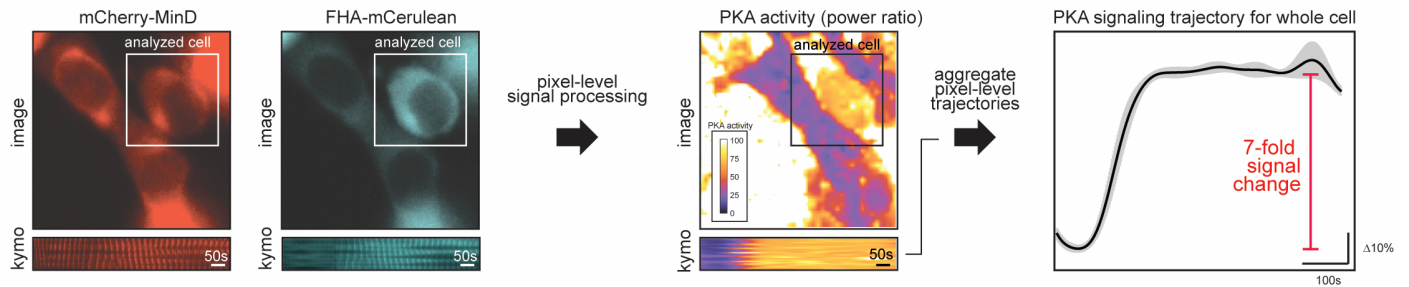 mCherry-MinD
analyzed cell
image
kymo
50s
FHA-mCerulean
analyzed cell
image
kymo
50s
pixel-level
signal processing
PKA activity (power ratio)
analyzed cell
image
PKA activity
100
75
50
25
0
kymo
50s
aggregate
pixel-level
trajectories
PKA signaling trajectory for whole cell
7-fold
signal
change
Δ10%
100s